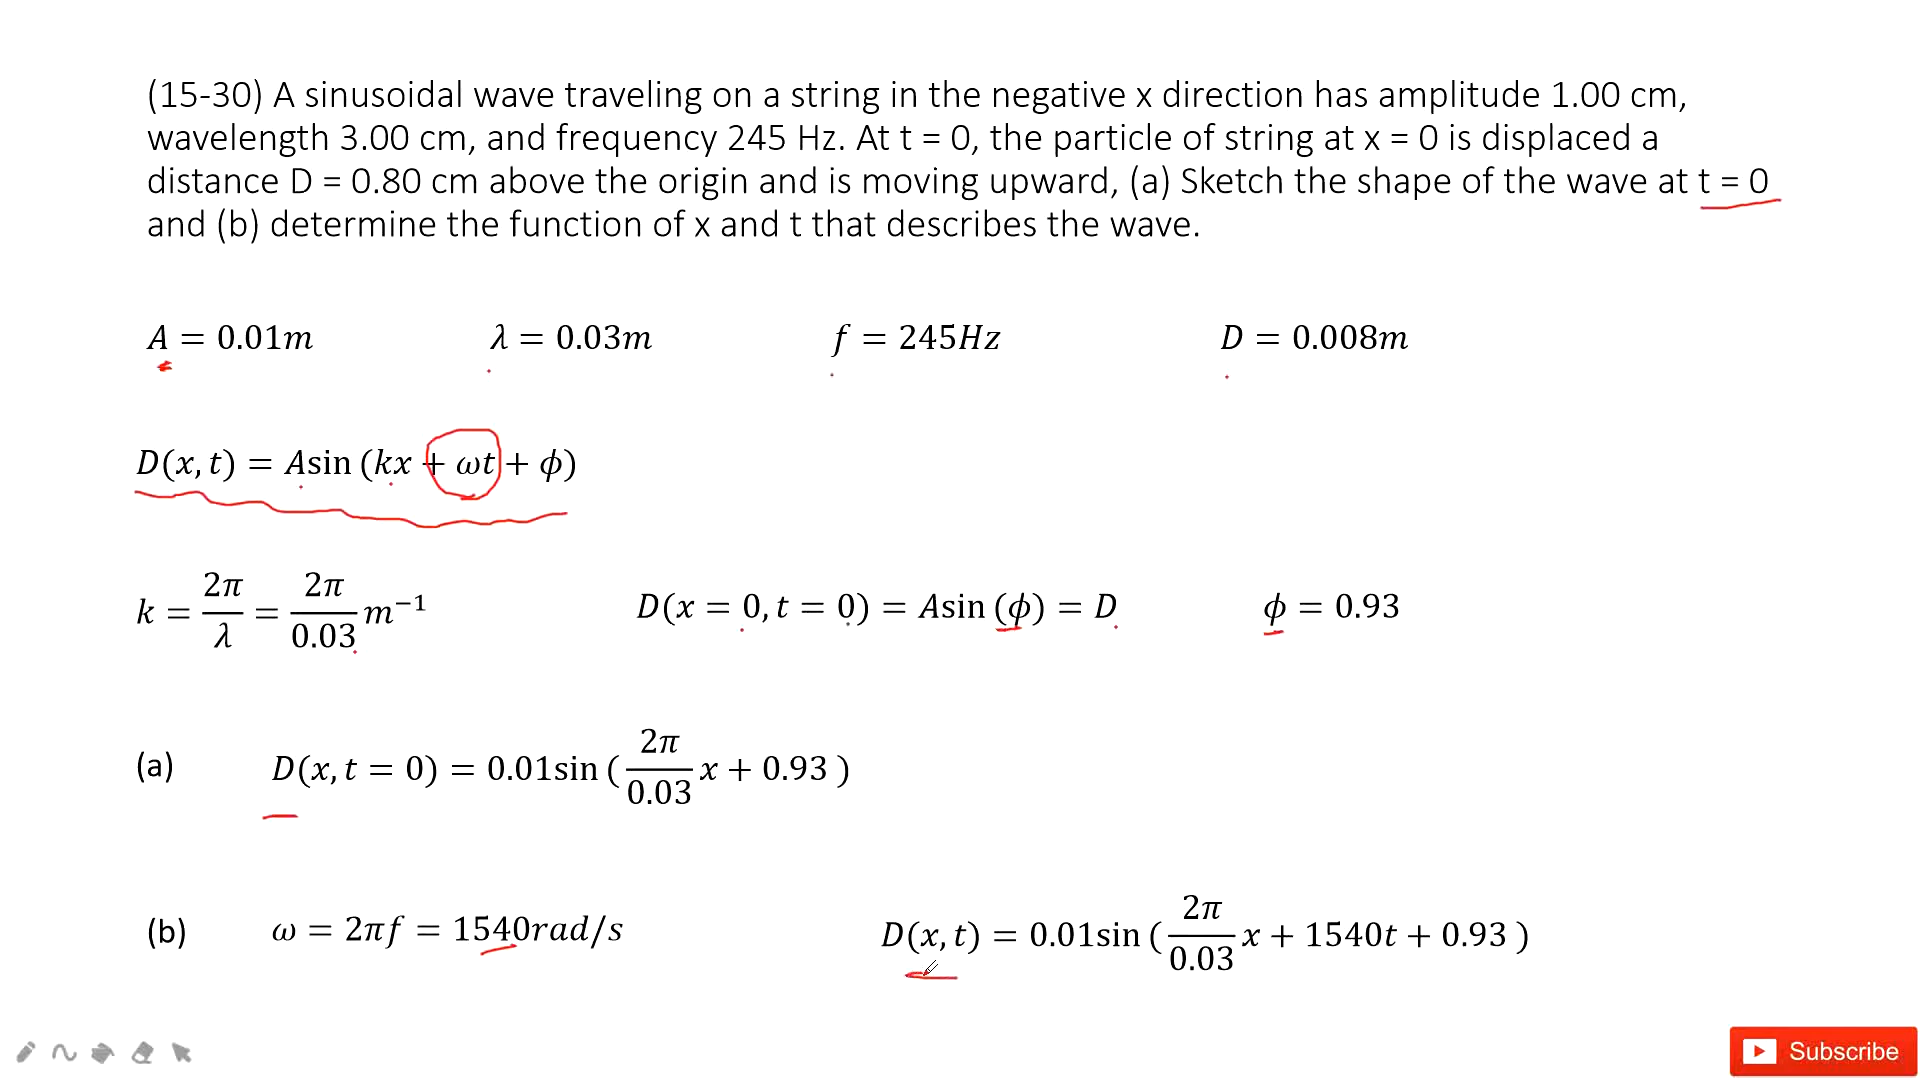 (15-30) A sinusoidal wave traveling on a string in the negative x direction has amplitude 1.00 cm,
wavelength 3.00 cm, and frequency 245 Hz. At t = 0, the particle of string at x = 0 is displaced a
distance D = 0.80 cm above the origin and is moving upward, (a) Sketch the shape of the wave at t = 0
and (b) determine the function of x and t that describes the wave.
A = 0.01m λ = 0.03m f = 245Hz D = 0.008m
D(x, t) = Asin (kx + ωt + ϕ)
k = 2π/λ = 2π/0.03 m⁻¹ D(x = 0, t = 0) = Asin (ϕ) = D ϕ = 0.93
(a) D(x, t = 0) = 0.01sin (2π/0.03 x + 0.93 )
(b) ω = 2πf = 1540rad/s D(x, t) = 0.01sin (2π/0.03 x + 1540t + 0.93 )
Subscribe